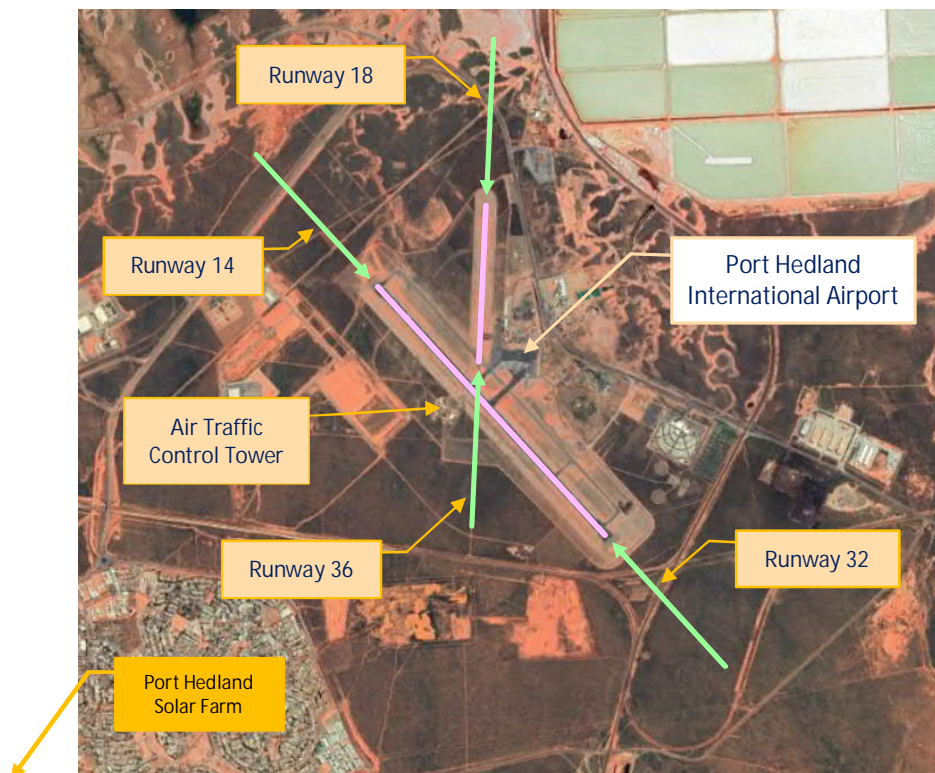 Runway 18
Runway 14
Port Hedland
International Airport
Air Traffic
Control Tower
Runway 36
Runway 32
Port Hedland
Solar Farm